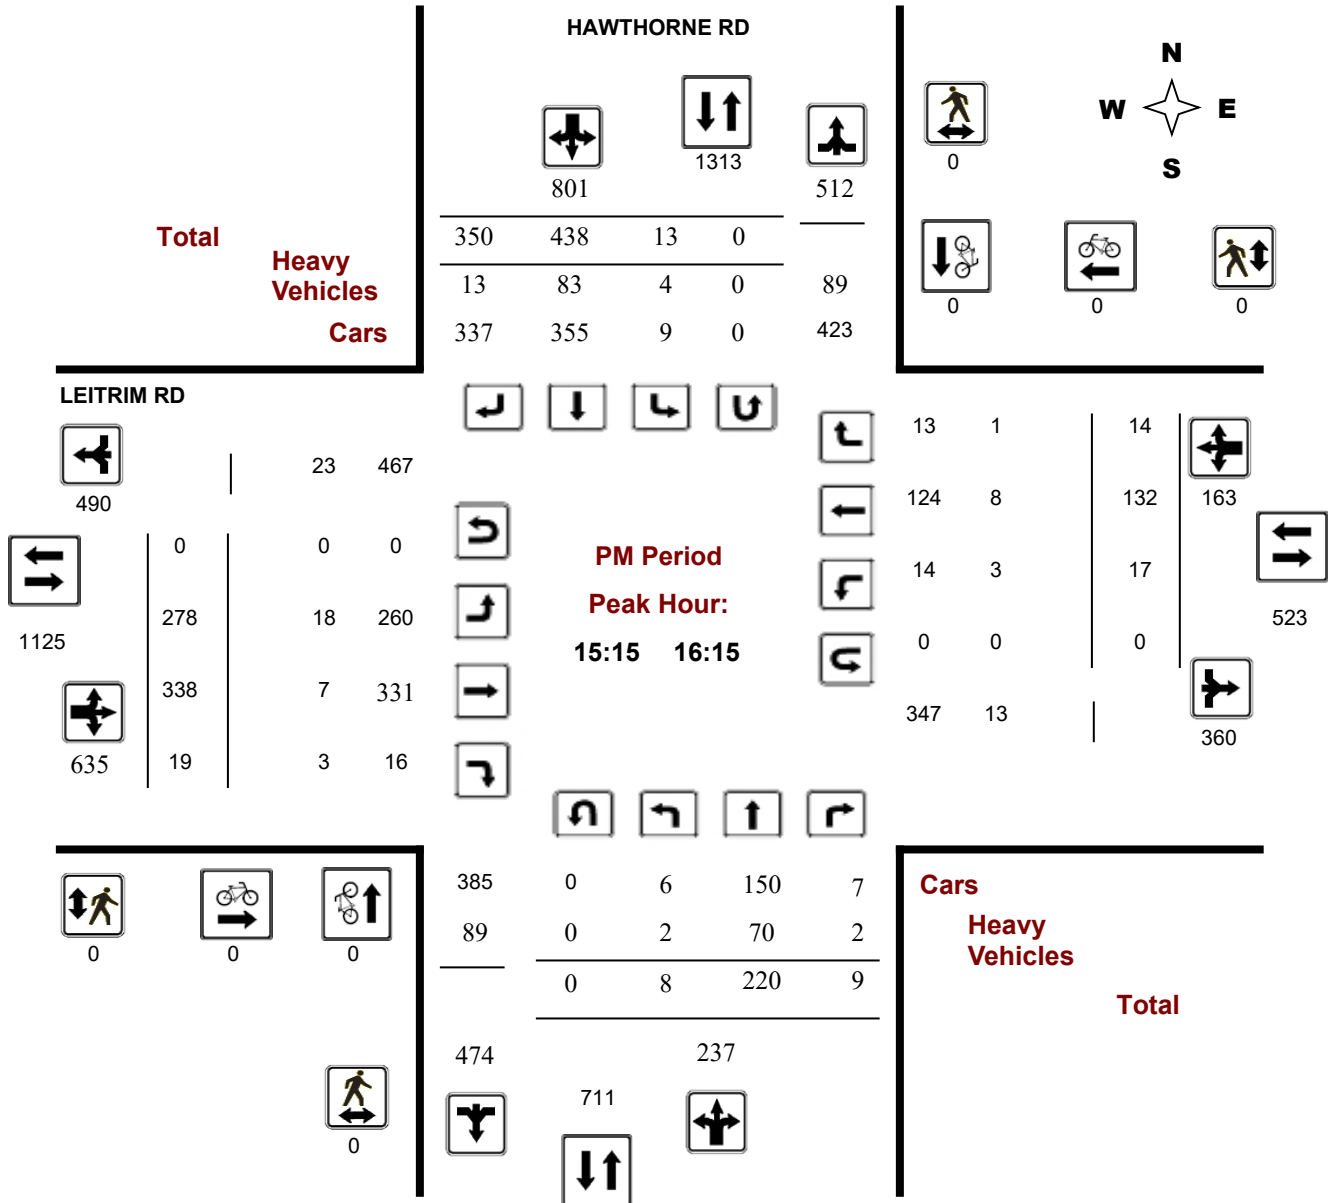 HAWTHORNE RD
N
W E
S
1313
0
801
512
Total
350 438 13 0
Heavy
Vehicles
13 83 4 0 89
0 0 0
Cars
337 355 9 0 423
LEITRIM RD
13 1 14
23 467
490
124 8 132 163
0 0 0
PM Period
14 3 17
Peak Hour:
278 18 260
523
1125
15:15 16:15
0 0 0
338 7 331
347 13
360
635 19 3 16
385 0 6 150 7
Cars
89 0 2 70 2
Heavy
Vehicles
0 0 0
0 8 220 9
Total
474 237
711
0